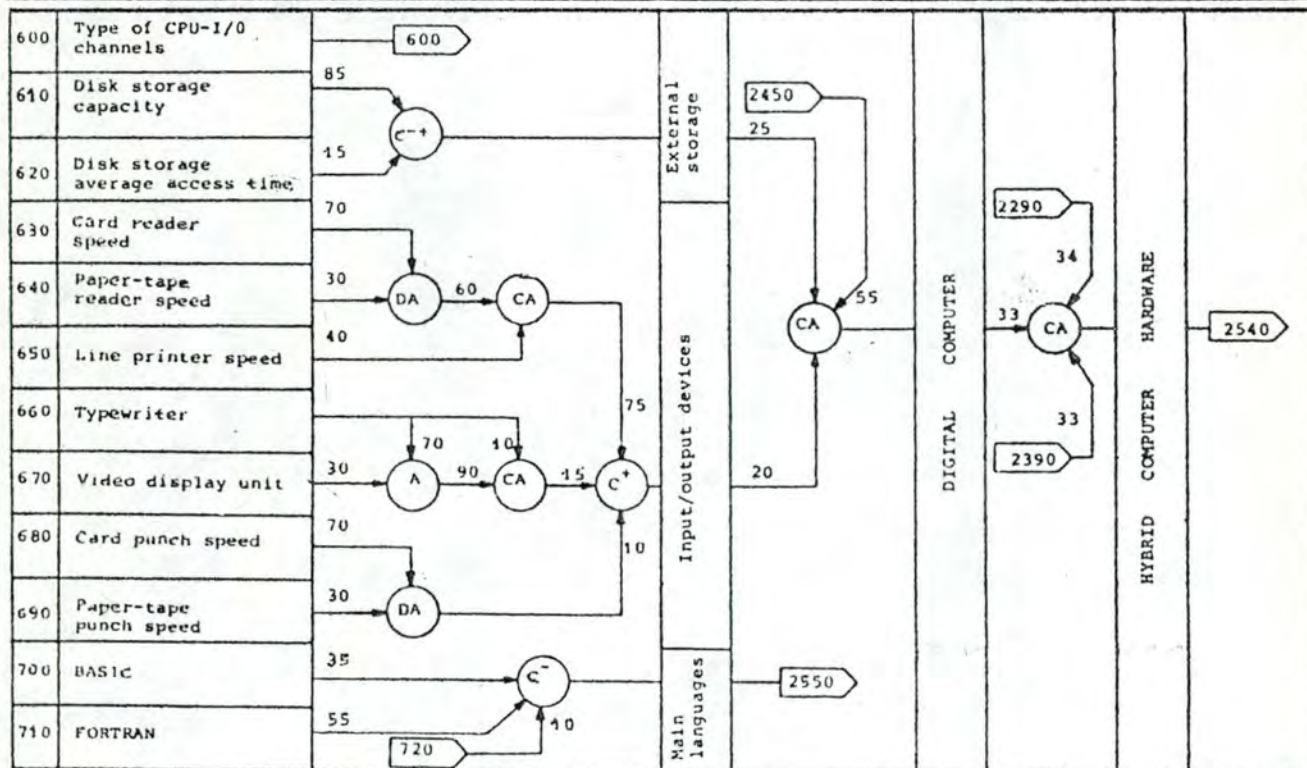 600 Type of CPU-I/0 channels 600
85
610 Disk storage capacity
C-+
15
620 Disk storage average access time
External storage
2450
25
70
630 Card reader speed
30
640 Paper-tape reader speed
DA 60 CA
40
650 Line printer speed
660 Typewriter
70 10 75
30
670 Video display unit
A 90 CA 15 C+
70
680 Card punch speed
10
30
690 Paper-tape punch speed
DA
Input/output devices
20
CA 55
DIGITAL COMPUTER
2290
34
33 CA
33
2390
HYBRID COMPUTER HARDWARE
2540
35
700 BASIC
C-
55
710 FORTRAN
720 10
Main languages
2550